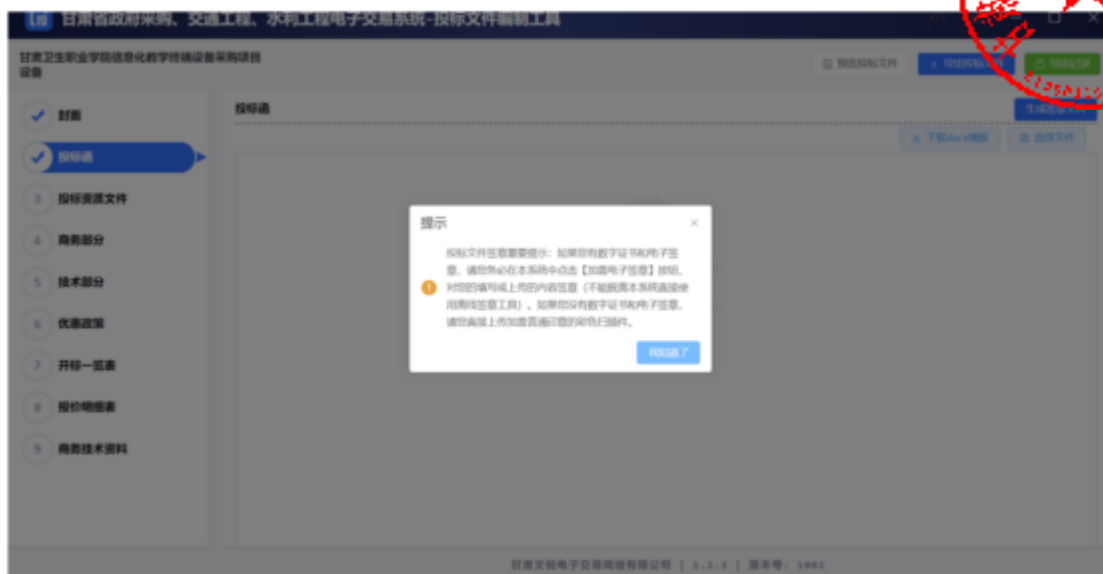 甘肃省政府采购、交通工程、水利工程电子交易系统-投标文件编制工具
甘肃卫生职业学院信息化教学终端设备采购项目
设备
预览投标文件
导出投标文件
导出记录
封面
投标函
投标资质文件
商务部分
技术部分
优惠政策
开标一览表
报价明细表
商务技术资料
投标函
生成签章文件
下载docx模版
选择文件
提示
投标文件签章重要提示：如果您有数字证书和电子签
章，请您务必在本系统中点击【加盖电子签章】按钮，
对您的填写或上传的内容签章（不能脱离本系统直接使
用离线签章工具）。如果您没有数字证书和电子签章，
请您直接上传加盖普通印章的彩色扫描件。
我知道了
甘肃文锐电子交易网络有限公司 | 1.2.3 | 版本号: 1002